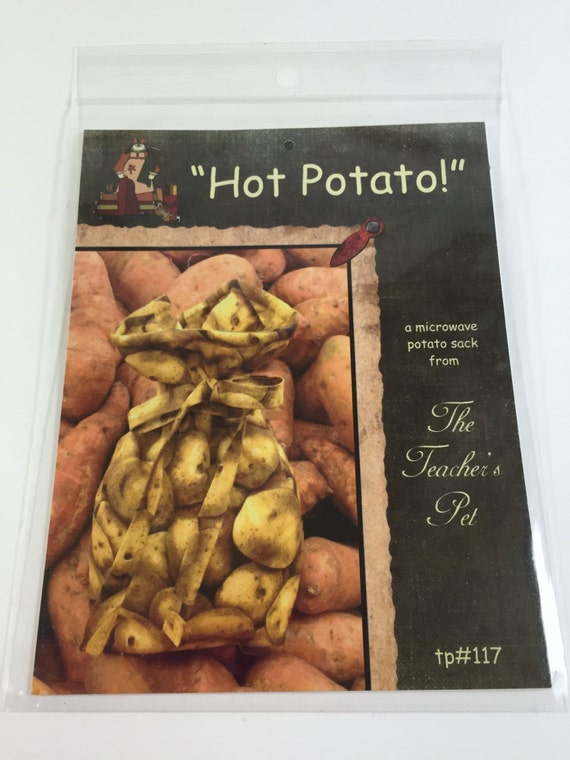 "Hot Potato!"
a microwave
potato sack
from
The
Teacher's
Pet
tp#117